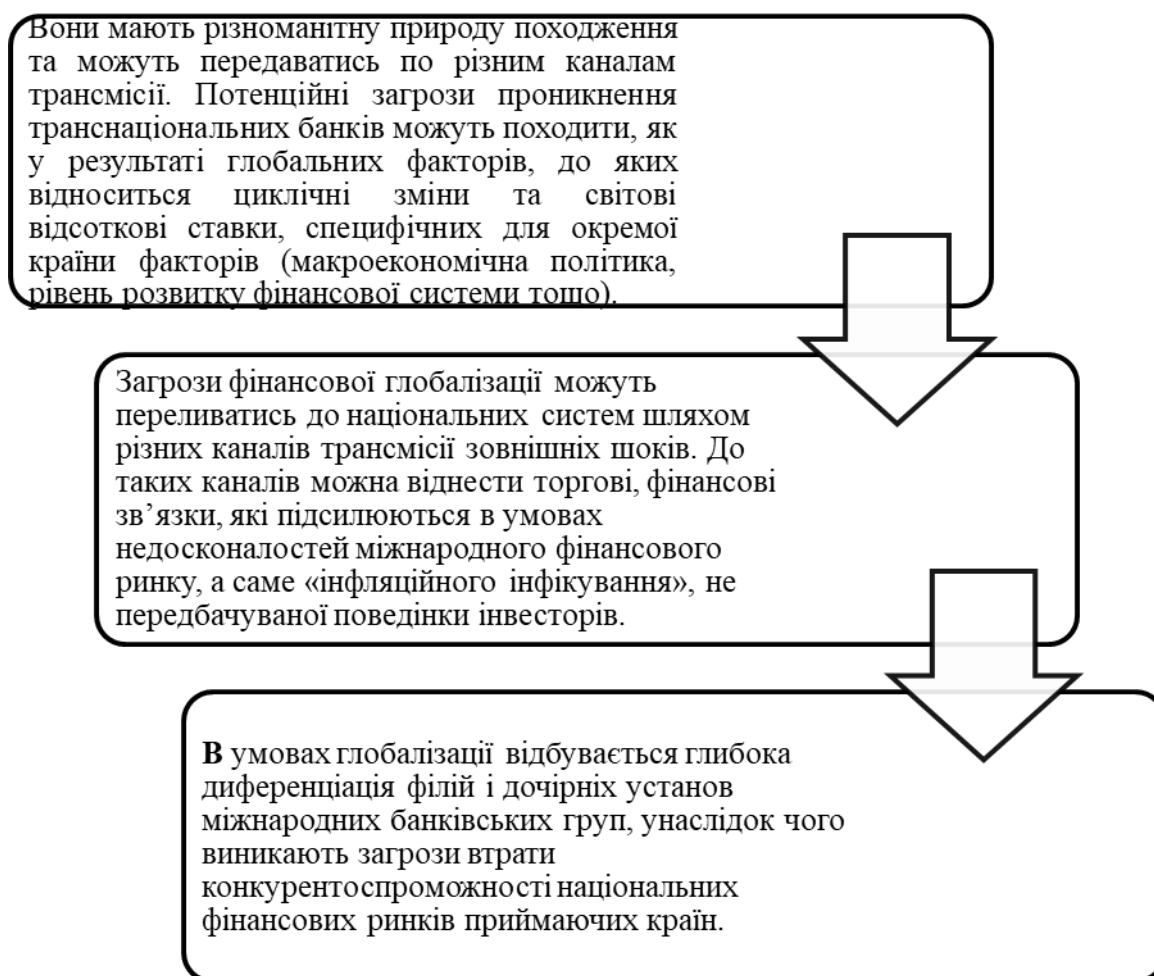 Вони мають різноманітну природу походження
та можуть передаватись по різним каналам
трансмісії. Потенційні загрози проникнення
транснаціональних банків можуть походити, як
у результаті глобальних факторів, до яких
відноситься циклічні зміни та світові
відсоткові ставки, специфічних для окремої
країни факторів (макроекономічна політика,
рівень розвитку фінансової системи тощо).
Загрози фінансової глобалізації можуть
переливатись до національних систем шляхом
різних каналів трансмісії зовнішніх шоків. До
таких каналів можна віднести торгові, фінансові
зв’язки, які підсилюються в умовах
недосконалостей міжнародного фінансового
ринку, а саме «інфляційного інфікування», не
передбачуваної поведінки інвесторів.
В умовах глобалізації відбувається глибока
диференціація філій і дочірніх установ
міжнародних банківських груп, унаслідок чого
виникають загрози втрати
конкурентоспроможності національних
фінансових ринків приймаючих країн.